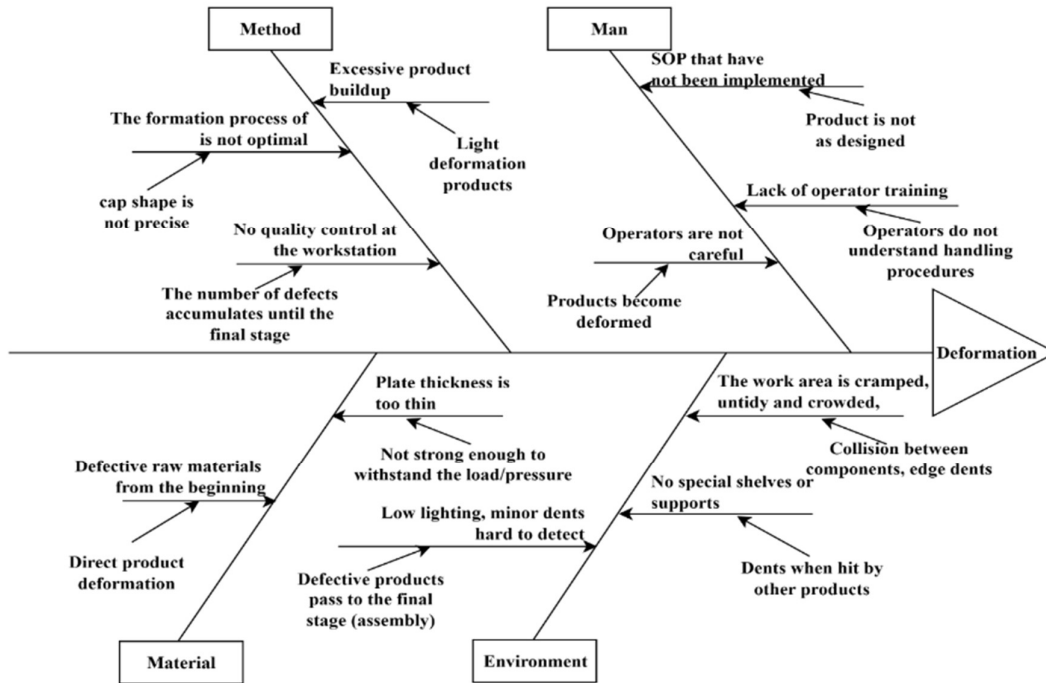 Method
Man
Excessive product
buildup
The formation process of
is not optimal
Light
deformation
products
cap shape is
not precise
No quality control at
the workstation
The number of defects
accumulates until the
final stage
SOP that have
not been implemented
Product is not
as designed
Lack of operator training
Operators do not
understand handling
procedures
Operators are not
careful
Products become
deformed
Deformation
Plate thickness is
too thin
Not strong enough to
withstand the load/pressure
Defective raw materials
from the beginning
Direct product
deformation
The work area is cramped,
untidy and crowded,
Collision between
components, edge dents
No special shelves or
supports
Dents when hit by
other products
Low lighting, minor dents
hard to detect
Defective products
pass to the final
stage (assembly)
Material
Environment